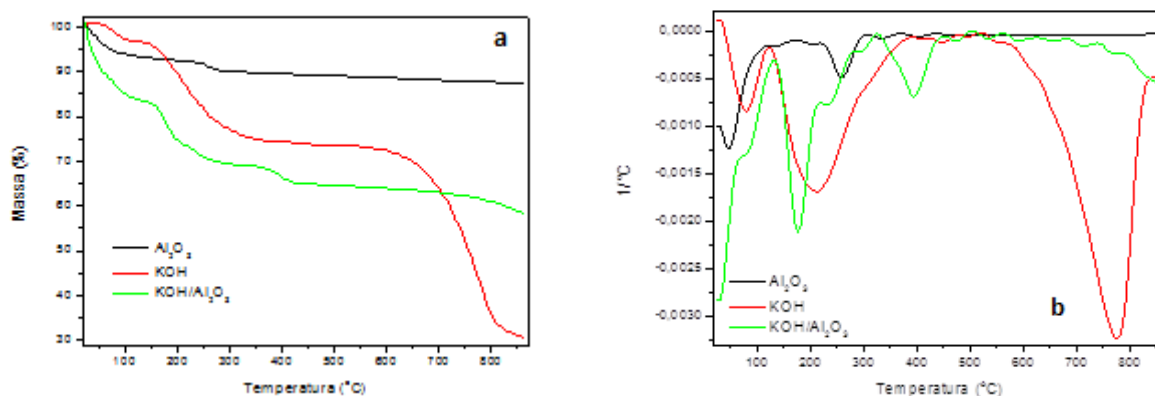 a
Massa (%)
100
90
80
70
60
50
40
30
Al₂O₃
KOH
KOH/Al₂O₃
100 200 300 400 500 600 700 800
Temperatura (°C)
b
1/°C
0,0000
-0,0005
-0,0010
-0,0015
-0,0020
-0,0025
-0,0030
Al₂O₃
KOH
KOH/Al₂O₃
100 200 300 400 500 600 700 800
Temperatura (°C)